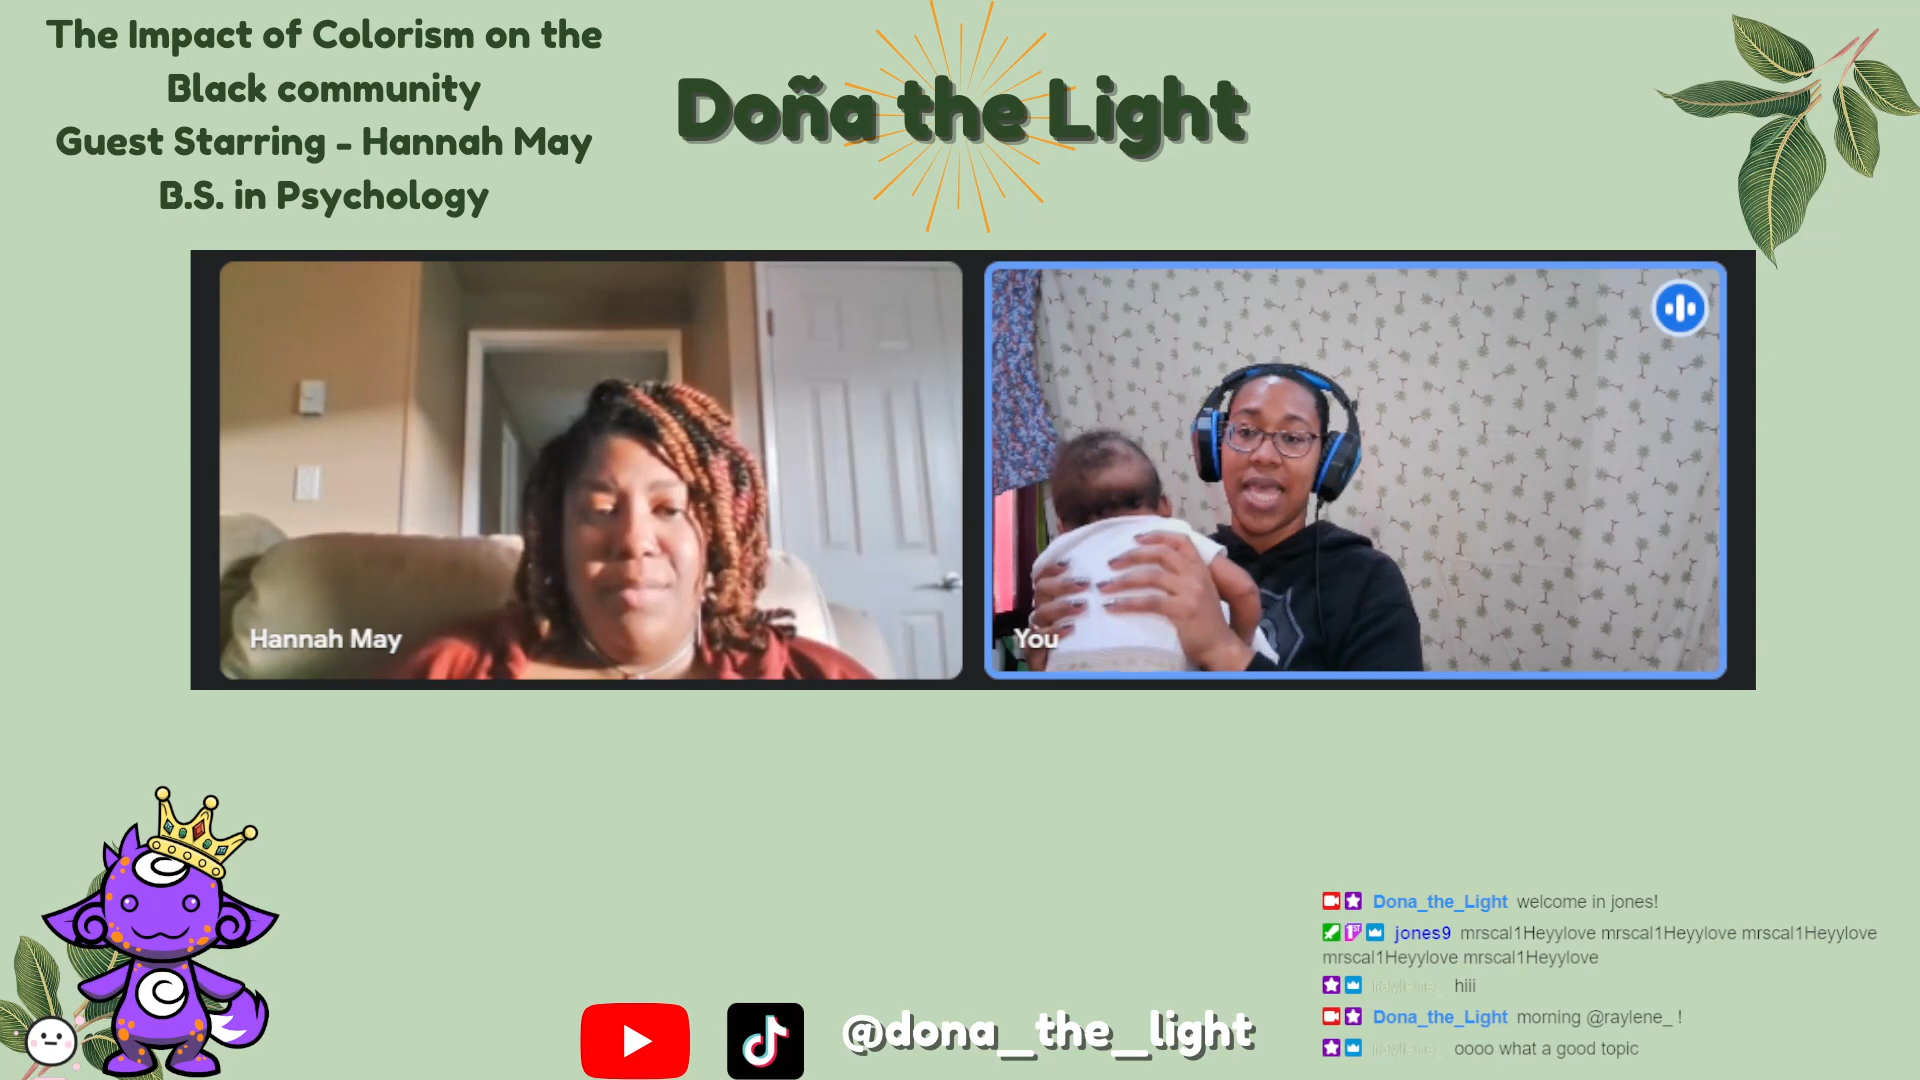 The Impact of Colorism on the
Black community
Guest Starring - Hannah May
B.S. in Psychology
Doña the Light
Hannah May
You
Dona_the_Light welcome in jones!
jones9 mrscal1Heyylove mrscal1Heyylove mrscal1Heyylove
mrscal1Heyylove mrscal1Heyylove
raylene_ hiii
Dona_the_Light morning @raylene_ !
raylene_ oooo what a good topic
@dona_the_light